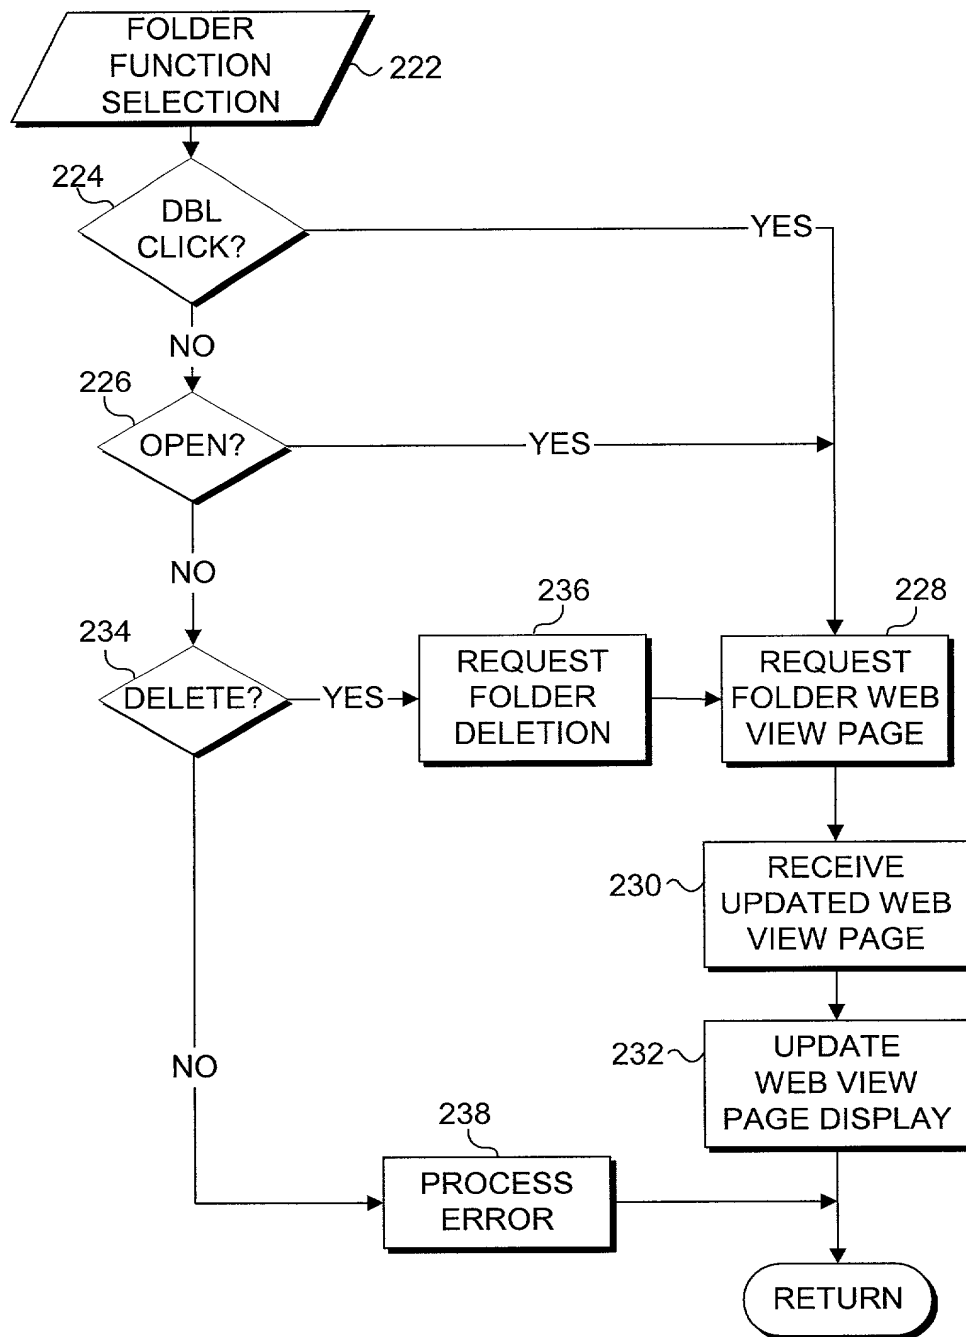 FOLDER
FUNCTION
SELECTION
222
224
DBL
CLICK?
YES
NO
226
OPEN?
YES
NO
234
DELETE?
YES
236
REQUEST
FOLDER
DELETION
228
REQUEST
FOLDER WEB
VIEW PAGE
230
RECEIVE
UPDATED WEB
VIEW PAGE
232
UPDATE
WEB VIEW
PAGE DISPLAY
NO
238
PROCESS
ERROR
RETURN